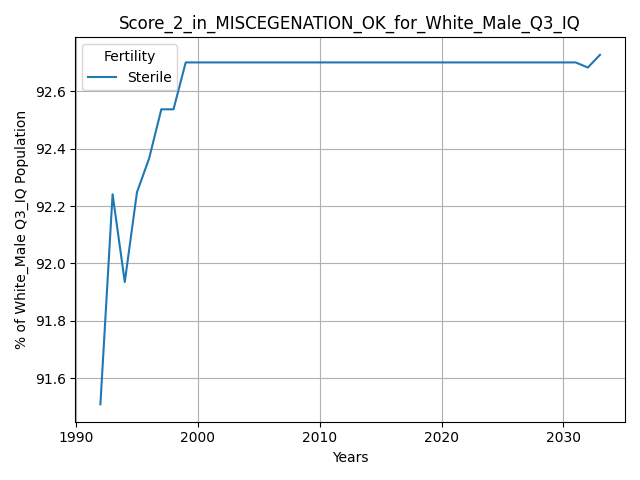 Score_2_in_MISCEGENATION_OK_for_White_Male_Q3_IQ
Fertility
Sterile
% of White_Male Q3_IQ Population
92.6
92.4
92.2
92.0
91.8
91.6
1990 2000 2010 2020 2030
Years